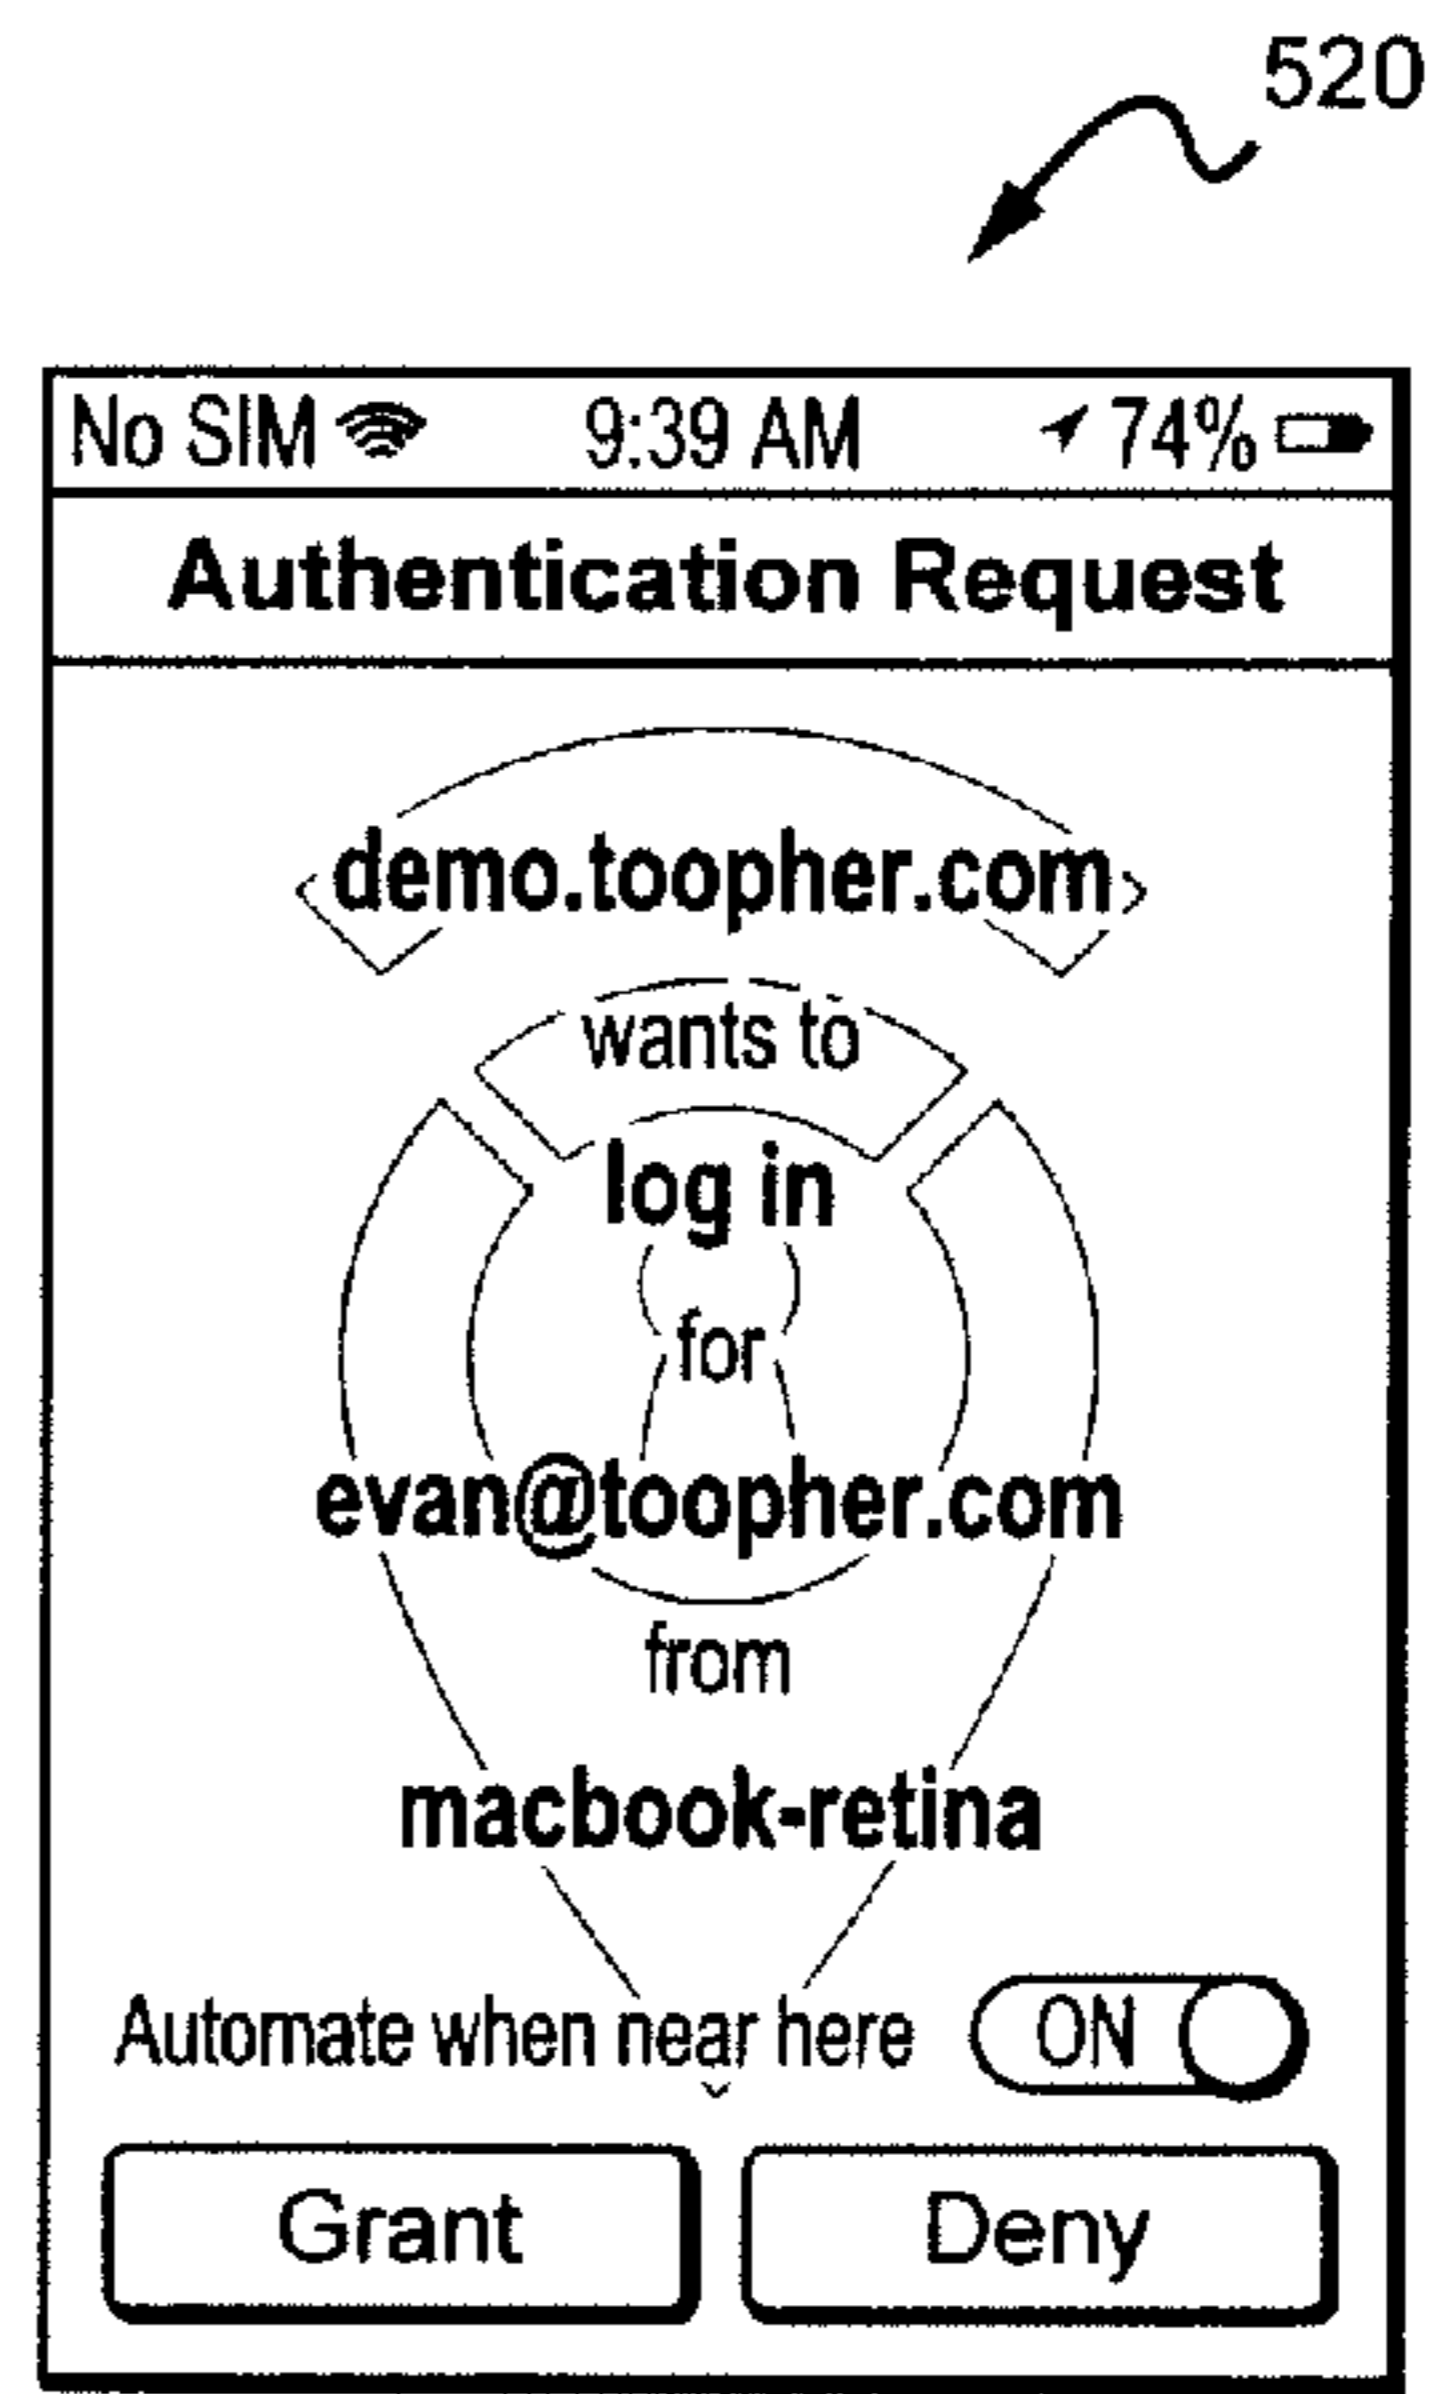 520
No SIM 9:39 AM 74%
Authentication Request
demo.toopher.com
wants to
log in
for
evan@toopher.com
from
macbook-retina
Automate when near here ON
Grant Deny